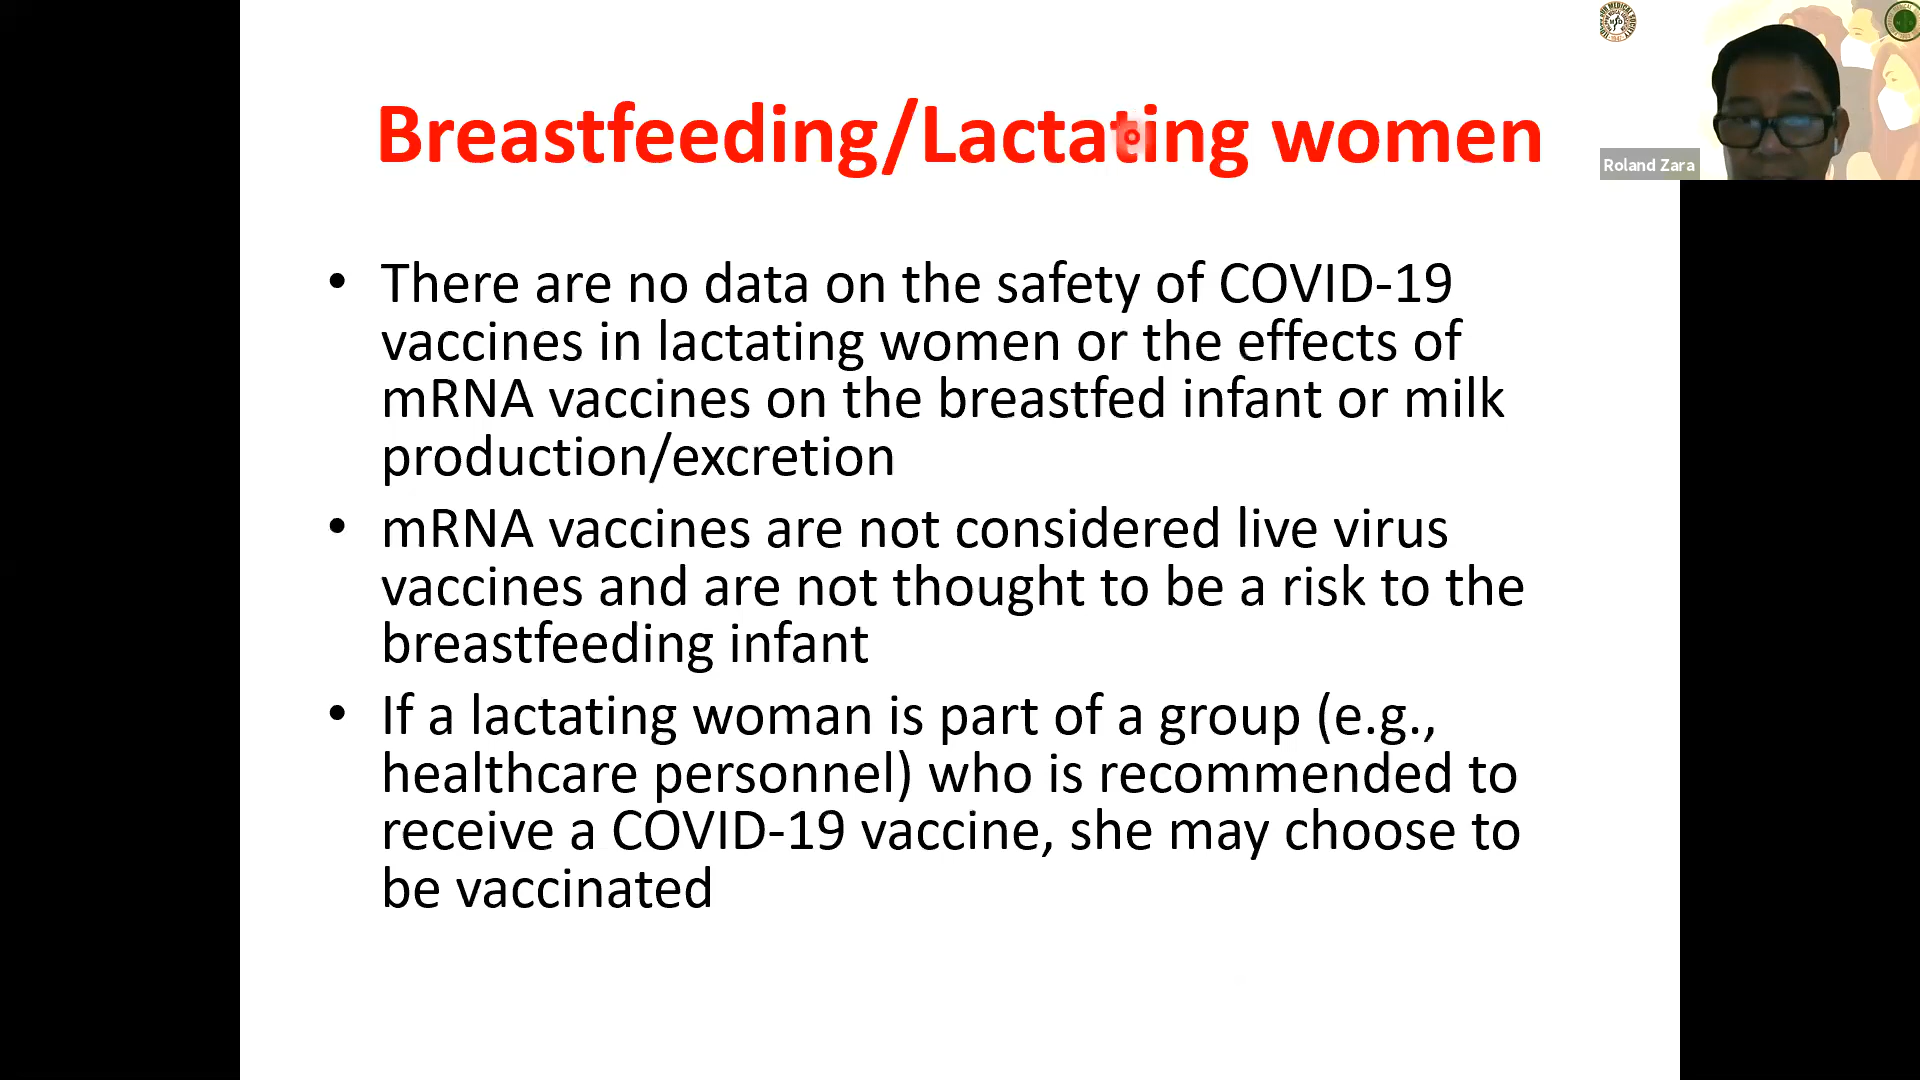 Breastfeeding/Lactating women
• There are no data on the safety of COVID-19
vaccines in lactating women or the effects of
mRNA vaccines on the breastfed infant or milk
production/excretion
• mRNA vaccines are not considered live virus
vaccines and are not thought to be a risk to the
breastfeeding infant
• If a lactating woman is part of a group (e.g.,
healthcare personnel) who is recommended to
receive a COVID-19 vaccine, she may choose to
be vaccinated
Roland Zara